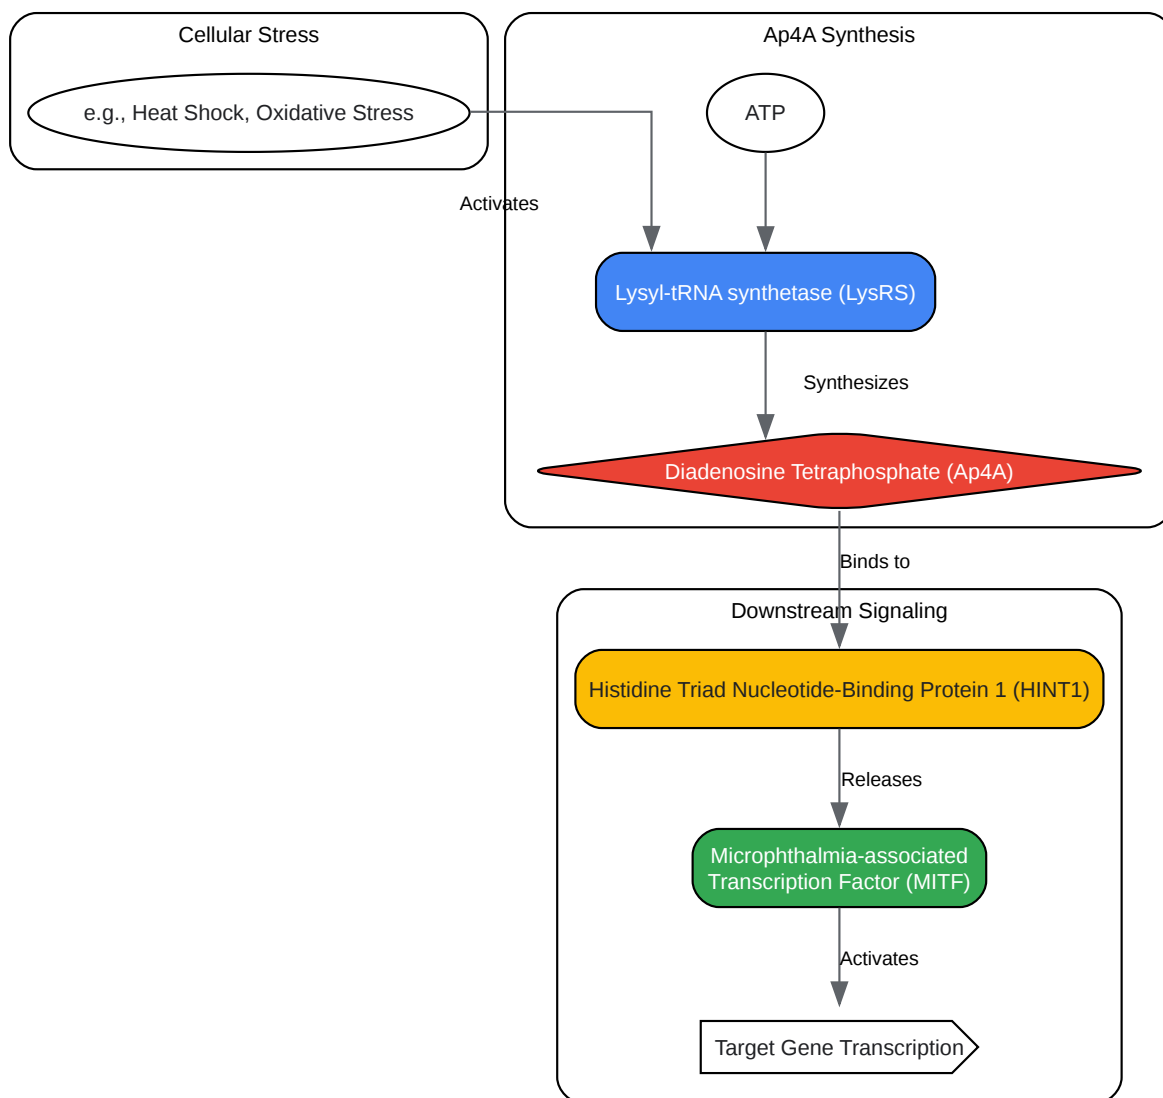 Cellular Stress
Ap4A Synthesis
e.g., Heat Shock, Oxidative Stress
ATP
Activates
Lysyl-tRNA synthetase (LysRS)
Synthesizes
Diadenosine Tetraphosphate (Ap4A)
Binds to
Downstream Signaling
Histidine Triad Nucleotide-Binding Protein 1 (HINT1)
Releases
Microphthalmia-associated
Transcription Factor (MITF)
Activates
Target Gene Transcription